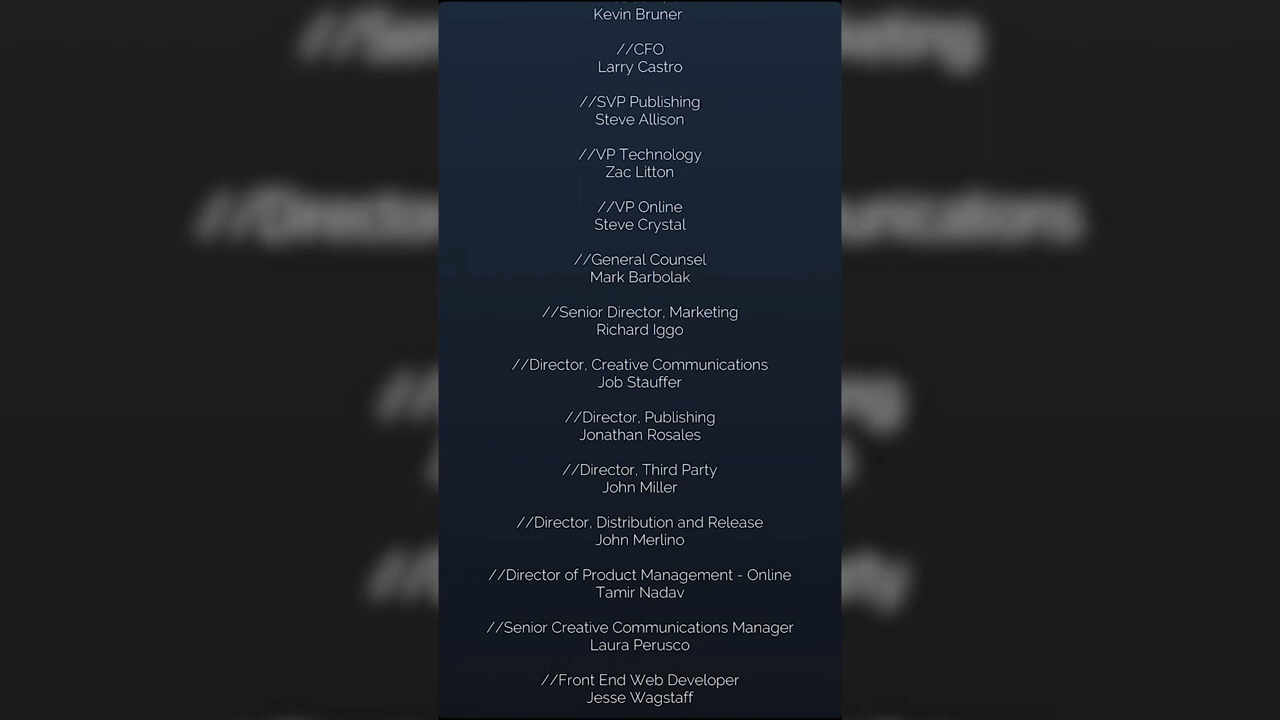 Kevin Bruner
//CFO
Larry Castro
//SVP Publishing
Steve Allison
//VP Technology
Zac Litton
//VP Online
Steve Crystal
//General Counsel
Mark Barbolak
//Senior Director, Marketing
Richard Iggo
//Director, Creative Communications
Job Stauffer
//Director, Publishing
Jonathan Rosales
//Director, Third Party
John Miller
//Director, Distribution and Release
John Merlino
//Director of Product Management - Online
Tamir Nadav
//Senior Creative Communications Manager
Laura Perusco
//Front End Web Developer
Jesse Wagstaff